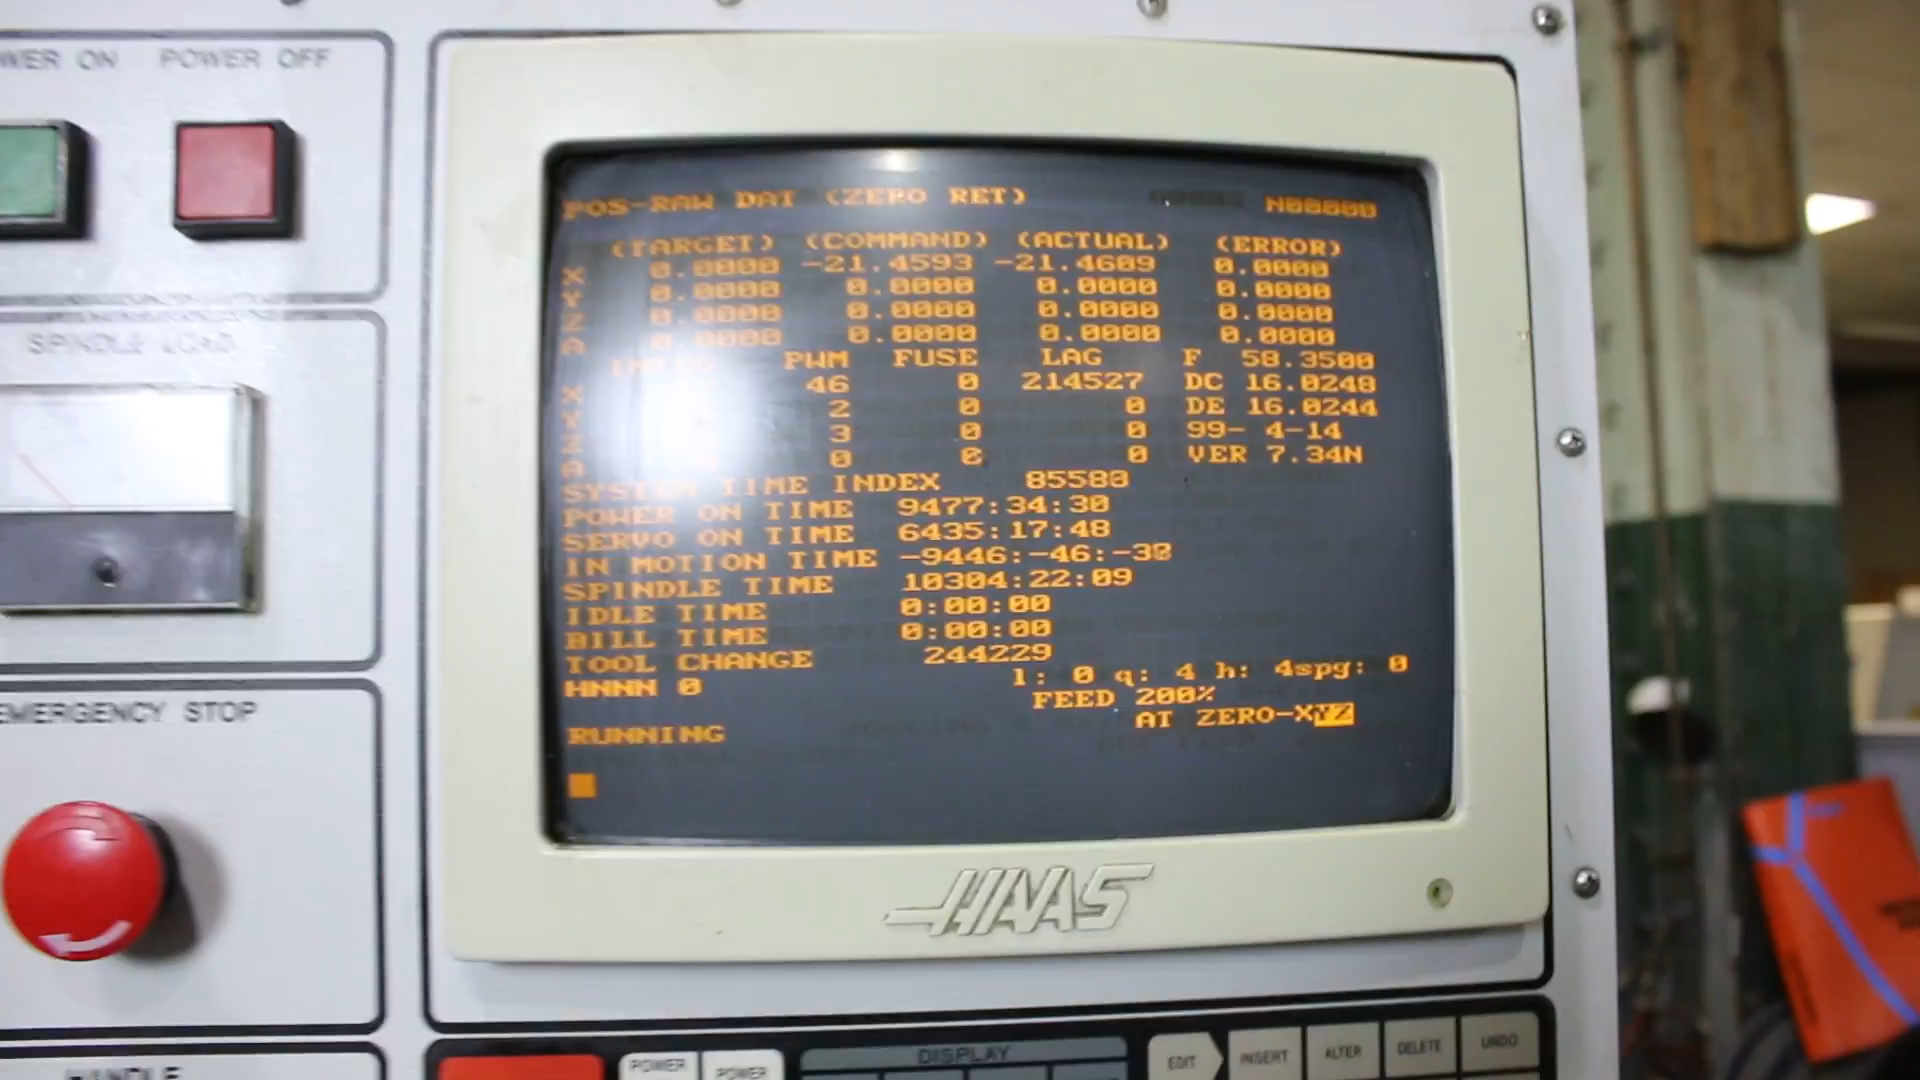 POWER ON POWER OFF
SPINDLE LOAD
EMERGENCY STOP
HANDLE
POS-RAW DAT (ZERO RET) N00000
(TARGET) (COMMAND) (ACTUAL) (ERROR)
X 0.0000 -21.4593 -21.4609 0.0000
Y 0.0000 0.0000 0.0000 0.0000
Z 0.0000 0.0000 0.0000 0.0000
A 0.0000 0.0000 0.0000 0.0000
PWM FUSE LAG F 58.3500
X 46 0 214527 DC 16.0248
Y 2 0 0 DE 16.0244
Z 3 0 0 99- 4-14
A 0 0 0 0 VER 7.34N
SYSTEM TIME INDEX 85580
POWER ON TIME 9477:34:30
SERVO ON TIME 6435:17:48
IN MOTION TIME -9446:-46:-38
SPINDLE TIME 10304:22:09
IDLE TIME 0:00:00
BILL TIME 0:00:00
TOOL CHANGE 244229
HNNN 0 l: 0 q: 4 h: 4spg: 0
FEED 200%
AT ZERO-XYZ
RUNNING
HAAS
POWER POWER DISPLAY EDIT INSERT ALTER DELETE UNDO